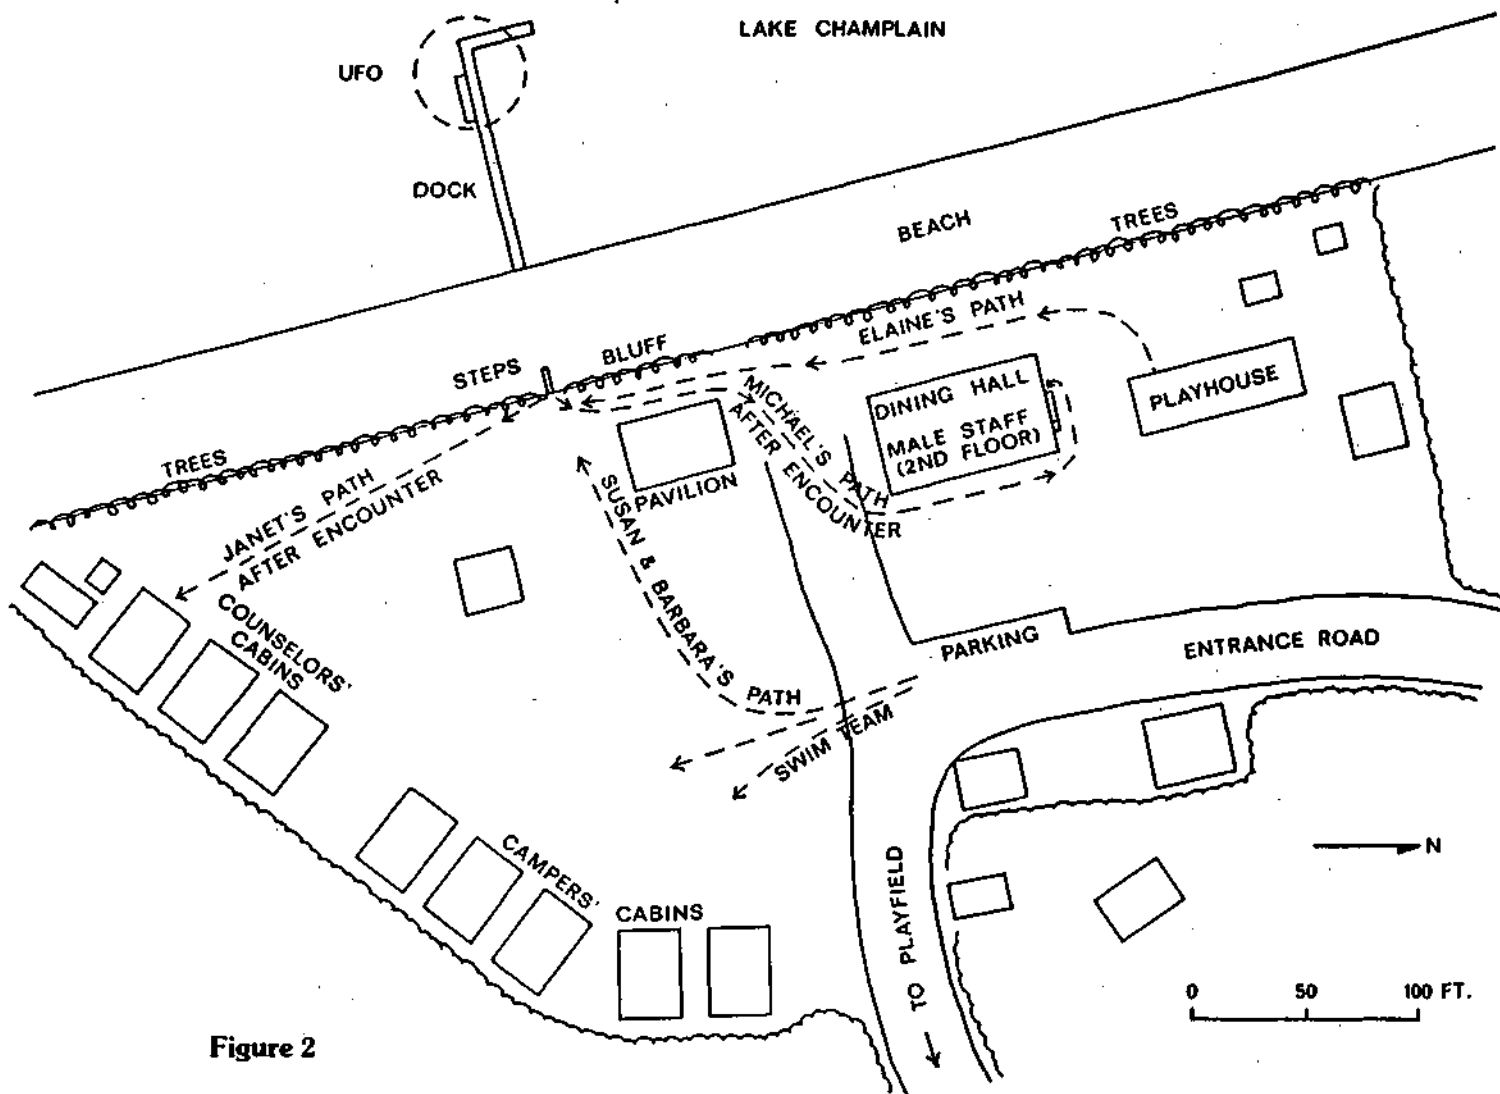 LAKE CHAMPLAIN
UFO
DOCK
BEACH
TREES
ELAINE'S PATH
BLUFF
STEPS
DINING HALL
MALE STAFF
(2ND FLOOR)
PLAYHOUSE
MICHAEL'S PATH
AFTER ENCOUNTER
PAVILION
TREES
JANET'S PATH
AFTER ENCOUNTER
SUSAN & BARBARA'S PATH
COUNSELORS'
CABINS
PARKING
ENTRANCE ROAD
SWIM TEAM
CAMPERS'
CABINS
TO PLAYFIELD
N
0 50 100 FT.
Figure 2